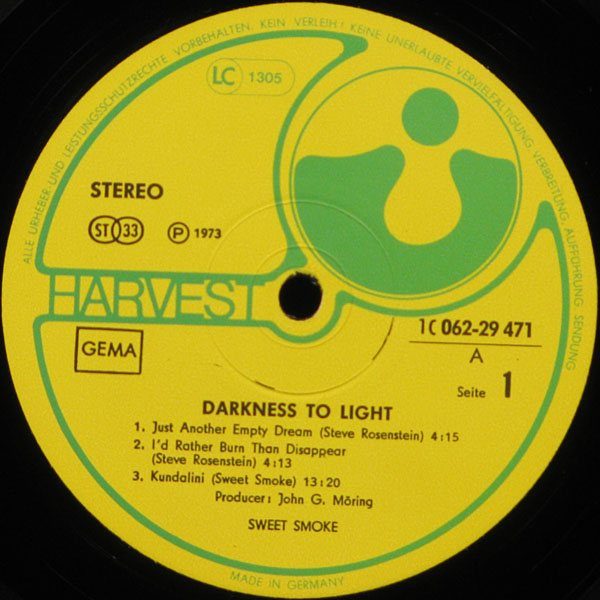 ALLE URHEBER- UND LEISTUNGSSCHUTZRECHTE VORBEHALTEN. KEIN VERLEIH! KEINE UNERLAUBTE VERVIELFÄLTIGUNG, VERBREITUNG, AUFFÜHRUNG, SENDUNG
LC 1305
STEREO
ST 33 P 1973
HARVEST
GEMA
1C 062-29 471
A
Seite 1
DARKNESS TO LIGHT
1. Just Another Empty Dream (Steve Rosenstein) 4:15
2. I'd Rather Burn Than Disappear
(Steve Rosenstein) 4:13
3. Kundalini (Sweet Smoke) 13:20
Producer: John G. Möring
SWEET SMOKE
MADE IN GERMANY